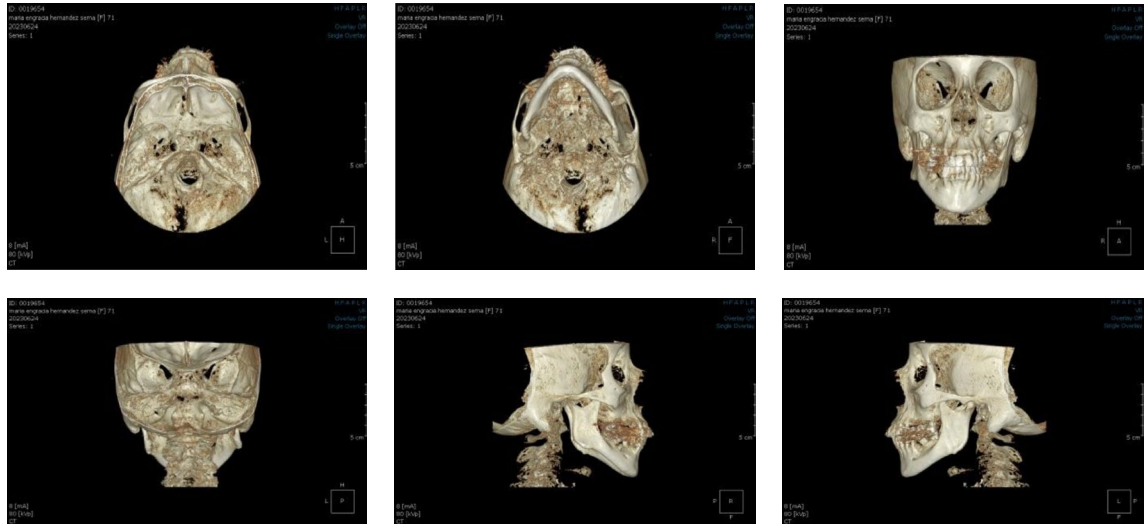 ID: 0019654
H F A P L R
maria engracia hernandez serna [F] 71
VR
20230624
Overlay Off
Series: 1
Single Overlay
5 cm
A
L H
8 [mA]
80 [kVp]
CT
ID: 0019654
H F A P L R
maria engracia hernandez serna [F] 71
VR
20230624
Overlay Off
Series: 1
Single Overlay
5 cm
A
R F
8 [mA]
80 [kVp]
CT
ID: 0019654
H F A P L R
maria engracia hernandez serna [F] 71
VR
20230624
Overlay Off
Series: 1
Single Overlay
5 cm
H
R A
8 [mA]
80 [kVp]
CT
ID: 0019654
H F A P L R
maria engracia hernandez serna [F] 71
VR
20230624
Overlay Off
Series: 1
Single Overlay
5 cm
H
L P
8 [mA]
80 [kVp]
CT
ID: 0019654
H F A P L R
maria engracia hernandez serna [F] 71
VR
20230624
Overlay Off
Series: 1
Single Overlay
5 cm
P R
F
8 [mA]
80 [kVp]
CT
ID: 0019654
H F A P L R
maria engracia hernandez serna [F] 71
VR
20230624
Overlay Off
Series: 1
Single Overlay
5 cm
L P
F
8 [mA]
80 [kVp]
CT